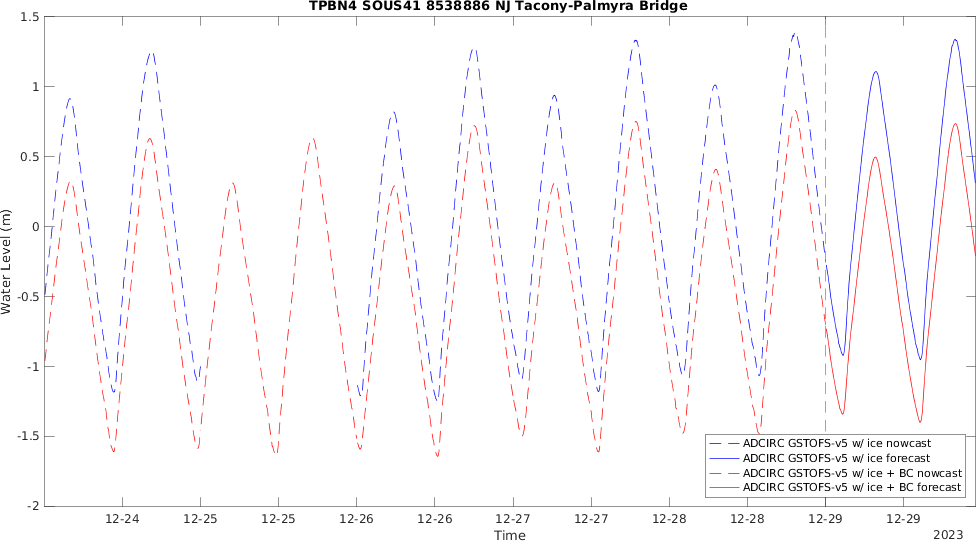 TPBN4 SOUS41 8538886 NJ Tacony-Palmyra Bridge
1.5
1
0.5
0
-0.5
-1
-1.5
-2
Water Level (m)
ADCIRC GSTOFS-v5 w/ ice nowcast
ADCIRC GSTOFS-v5 w/ ice forecast
ADCIRC GSTOFS-v5 w/ ice + BC nowcast
ADCIRC GSTOFS-v5 w/ ice + BC forecast
12-24 12-25 12-25 12-26 12-26 12-27 12-27 12-28 12-28 12-29 12-29
Time
2023